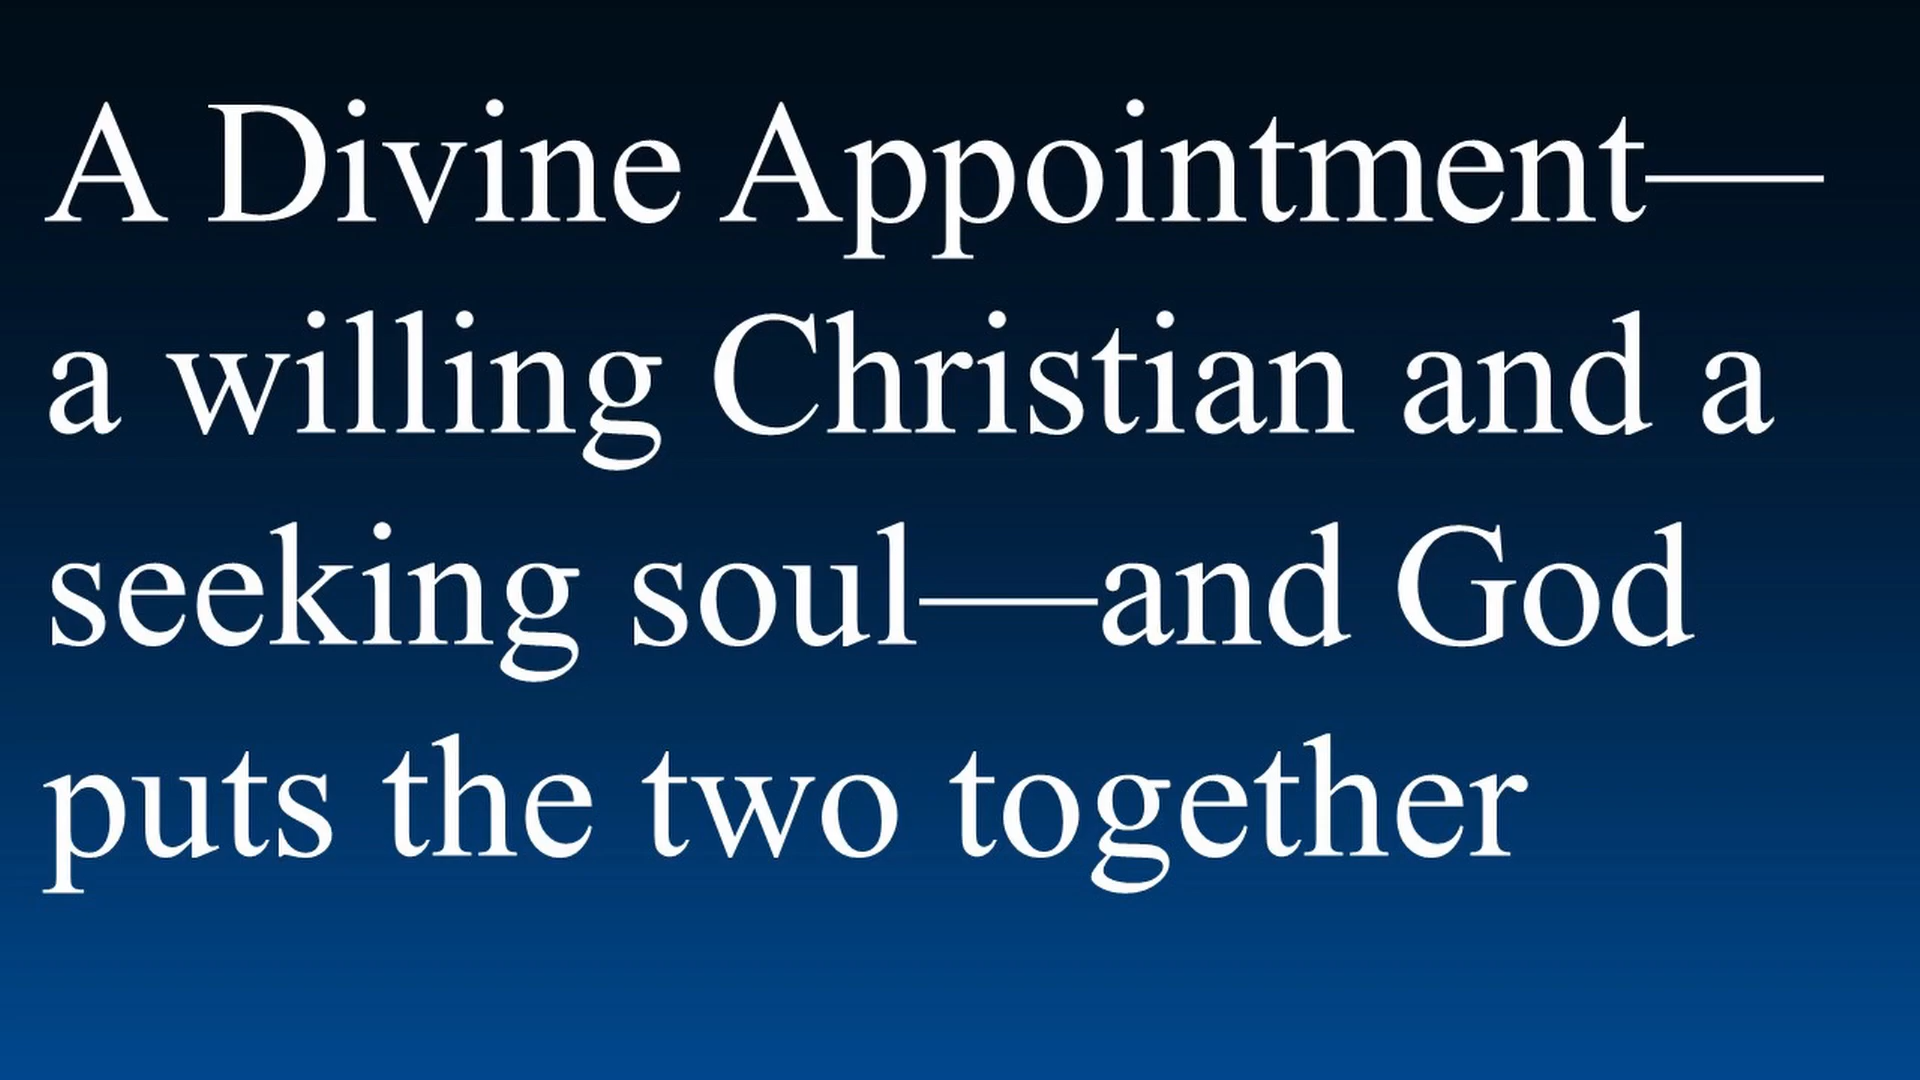 A Divine Appointment—
a willing Christian and a
seeking soul—and God
puts the two together